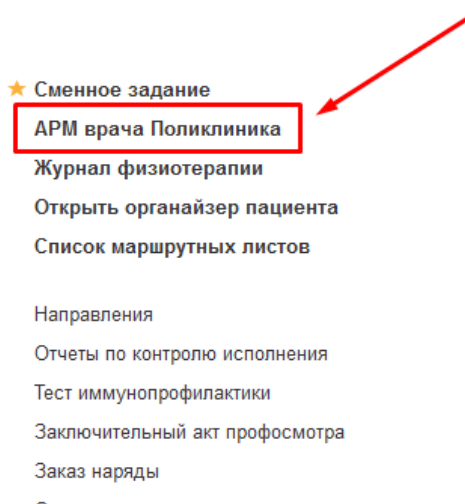 Сменное задание
АРМ врача Поликлиника
Журнал физиотерапии
Открыть органайзер пациента
Список маршрутных листов
Направления
Отчеты по контролю исполнения
Тест иммунопрофилактики
Заключительный акт профосмотра
Заказ наряды